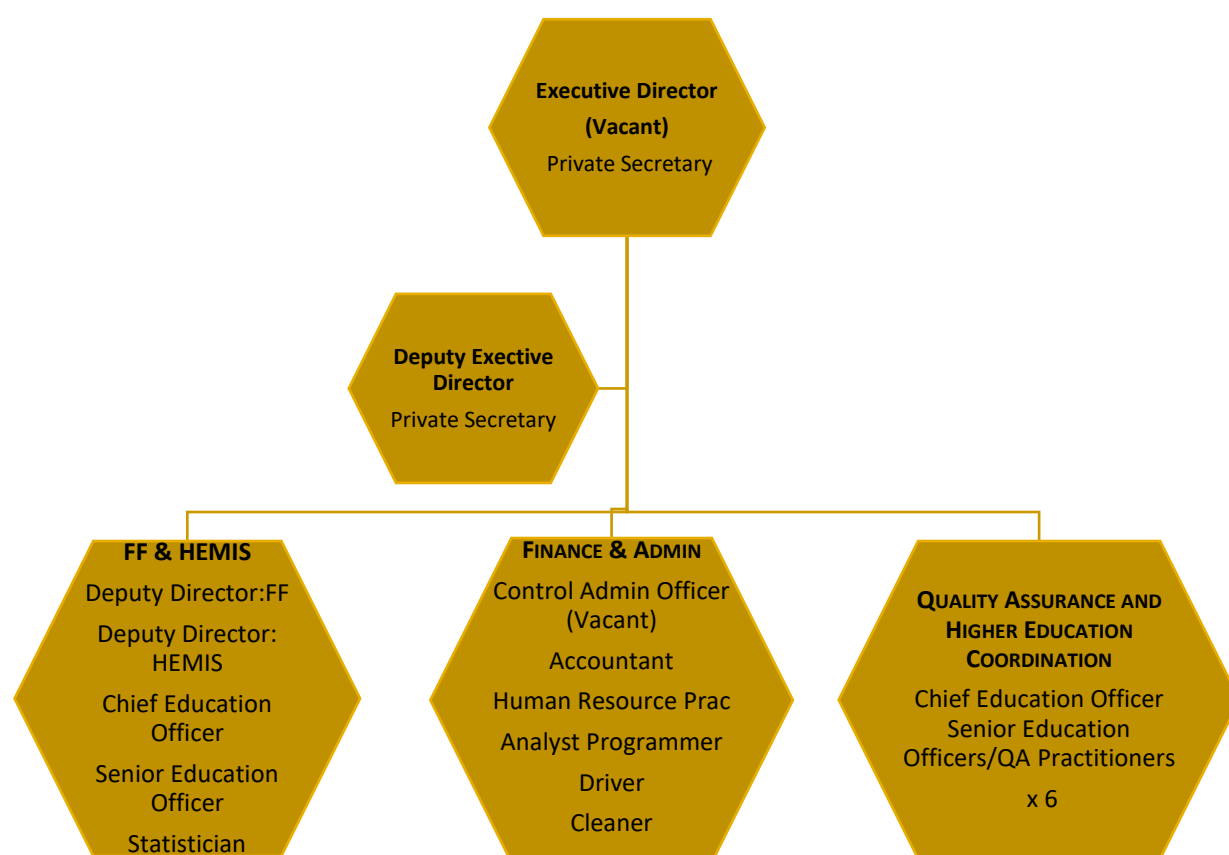 Executive Director
(Vacant)
Private Secretary
Deputy Exective
Director
Private Secretary
FF & HEMIS
Deputy Director:FF
Deputy Director:
HEMIS
Chief Education
Officer
Senior Education
Officer
Statistician
FINANCE & ADMIN
Control Admin Officer
(Vacant)
Accountant
Human Resource Prac
Analyst Programmer
Driver
Cleaner
QUALITY ASSURANCE AND
HIGHER EDUCATION
COORDINATION
Chief Education Officer
Senior Education
Officers/QA Practitioners
x 6